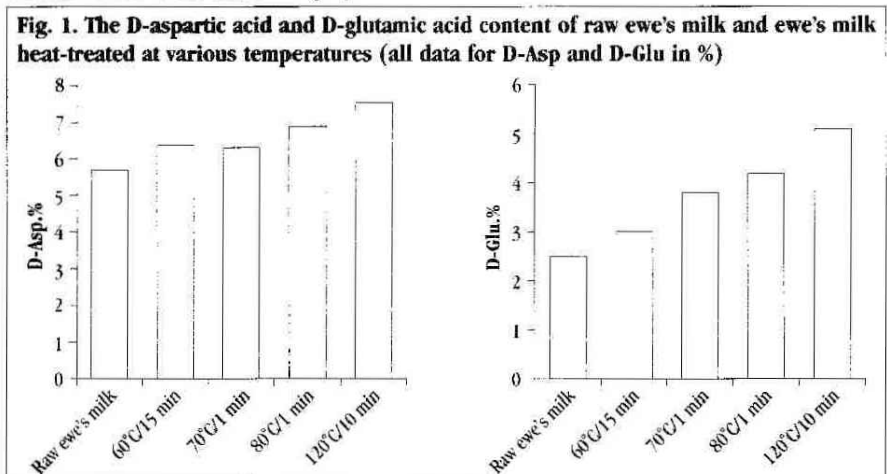 Fig. 1. The D-aspartic acid and D-glutamic acid content of raw ewe's milk and ewe's milk
heat-treated at various temperatures (all data for D-Asp and D-Glu in %)
8
7
6
5
4
3
2
1
0
D-Asp.%
Raw ewe's milk
60°C/15 min
70°C/1 min
80°C/1 min
120°C/10 min
6
5
4
3
2
1
0
D-Glu.%
Raw ewe's milk
60°C/15 min
70°C/1 min
80°C/1 min
120°C/10 min